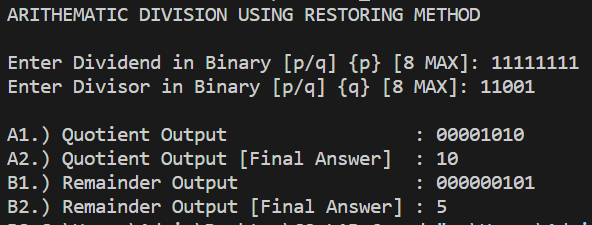 ARITHEMATIC DIVISION USING RESTORING METHOD
Enter Dividend in Binary [p/q] {p} [8 MAX]: 11111111
Enter Divisor in Binary [p/q] {q} [8 MAX]: 11001
A1.) Quotient Output : 00001010
A2.) Quotient Output [Final Answer] : 10
B1.) Remainder Output : 000000101
B2.) Remainder Output [Final Answer] : 5